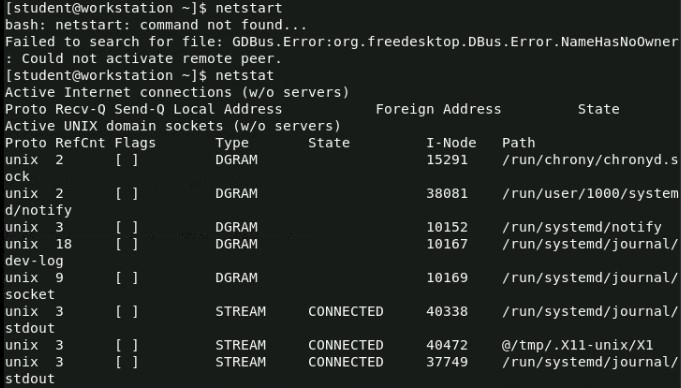 [student@workstation ~]$ netstart
bash: netstart: command not found...
Failed to search for file: GDBus.Error:org.freedesktop.DBus.Error.NameHasNoOwner
: Could not activate remote peer.
[student@workstation ~]$ netstat
Active Internet connections (w/o servers)
Proto Recv-Q Send-Q Local Address           Foreign Address         State
Active UNIX domain sockets (w/o servers)
Proto RefCnt Flags       Type       State         I-Node   Path
unix  2      [ ]         DGRAM                    15291    /run/chrony/chronyd.s
ock
unix  2      [ ]         DGRAM                    38081    /run/user/1000/system
d/notify
unix  3      [ ]         DGRAM                    10152    /run/systemd/notify
unix  18     [ ]         DGRAM                    10167    /run/systemd/journal/
dev-log
unix  9      [ ]         DGRAM                    10169    /run/systemd/journal/
socket
unix  3      [ ]         STREAM     CONNECTED     40338    /run/systemd/journal/
stdout
unix  3      [ ]         STREAM     CONNECTED     40472    @/tmp/.X11-unix/X1
unix  3      [ ]         STREAM     CONNECTED     37749    /run/systemd/journal/
stdout